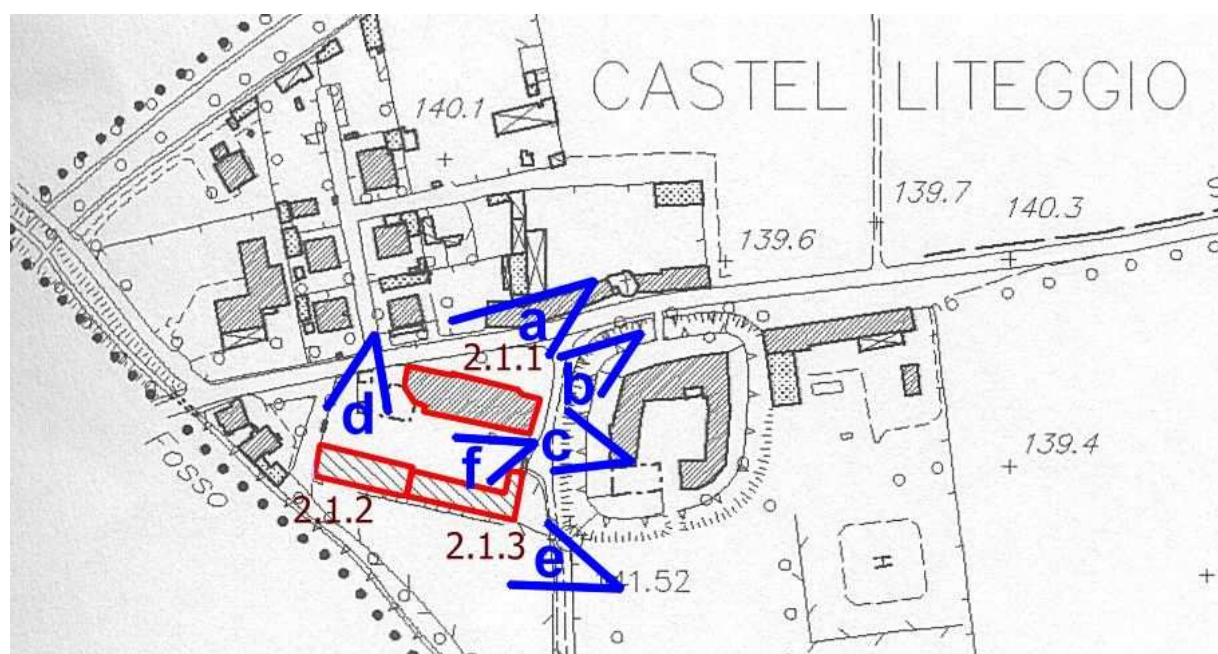 CASTEL LITEGGIO
140.1
139.7
140.3
139.6
a
2.1.1
b
d
c
139.4
f
FOSSO
2.1.2
2.1.3
e
41.52
H